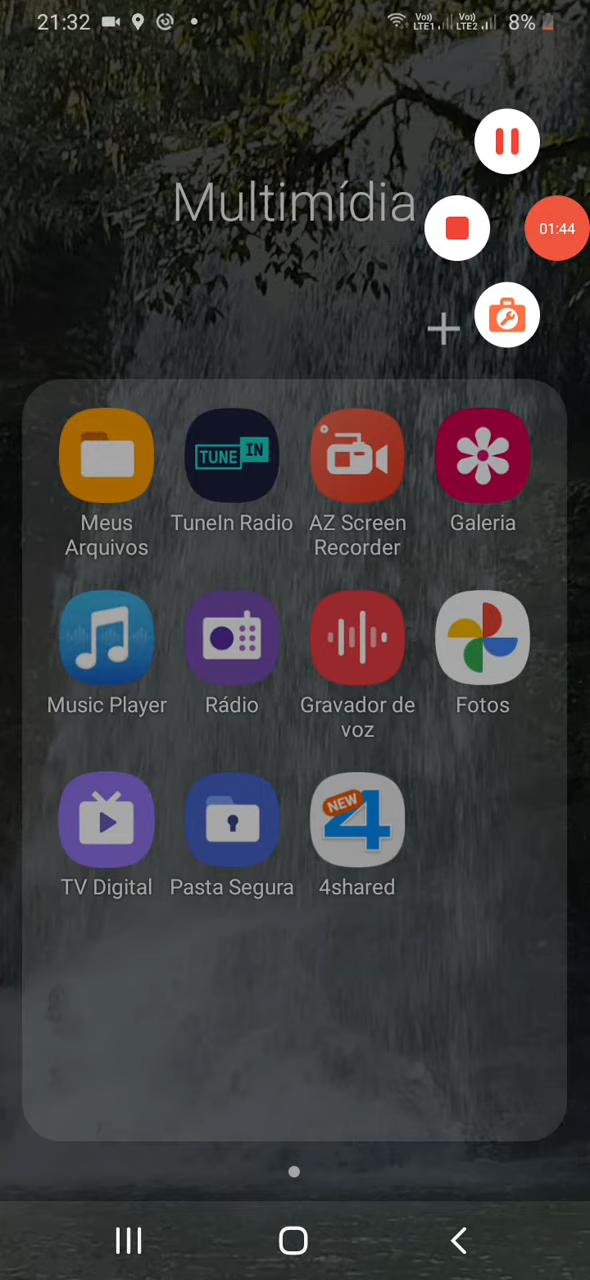 21:32
Vo))
LTE1
Vo))
LTE2
8%
Multimídia
01:44
TUNE IN
Meus
Arquivos
TuneIn Radio
AZ Screen
Recorder
Galeria
Music Player
Rádio
Gravador de
voz
Fotos
NEW
4
TV Digital
Pasta Segura
4shared